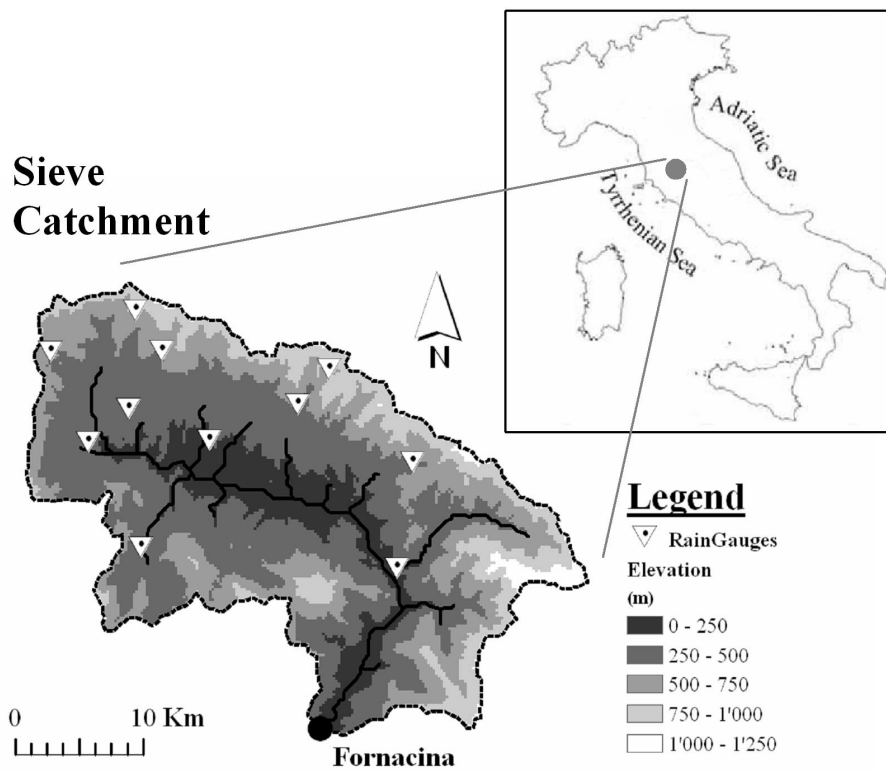 Sieve
Catchment
Adriatic Sea
Tyrrhenian Sea
N
Legend
RainGauges
Elevation
(m)
0 - 250
250 - 500
500 - 750
750 - 1'000
1'000 - 1'250
0 10 Km
Fornacina